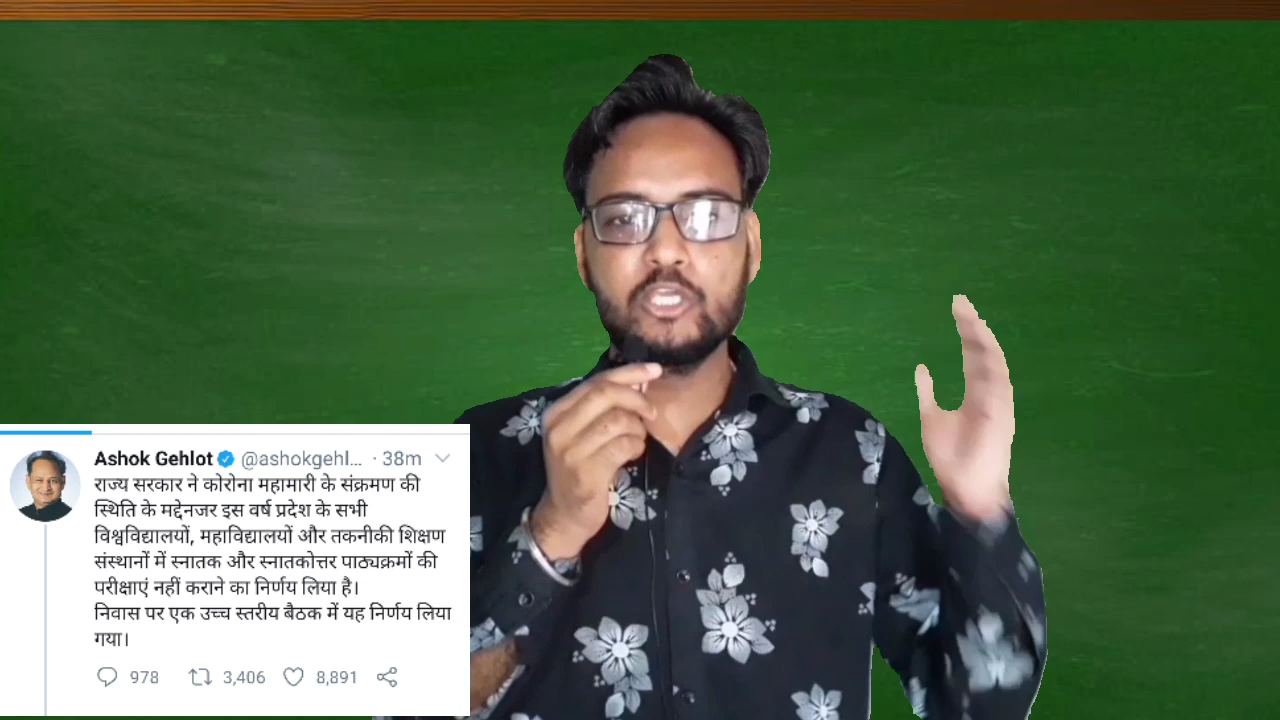 Ashok Gehlot @ashokgehl... · 38m
राज्य सरकार ने कोरोना महामारी के संक्रमण की
स्थिति के मद्देनजर इस वर्ष प्रदेश के सभी
विश्वविद्यालयों, महाविद्यालयों और तकनीकी शिक्षण
संस्थानों में स्नातक और स्नातकोत्तर पाठ्यक्रमों की
परीक्षाएं नहीं कराने का निर्णय लिया है।
निवास पर एक उच्च स्तरीय बैठक में यह निर्णय लिया
गया।
978 3,406 8,891